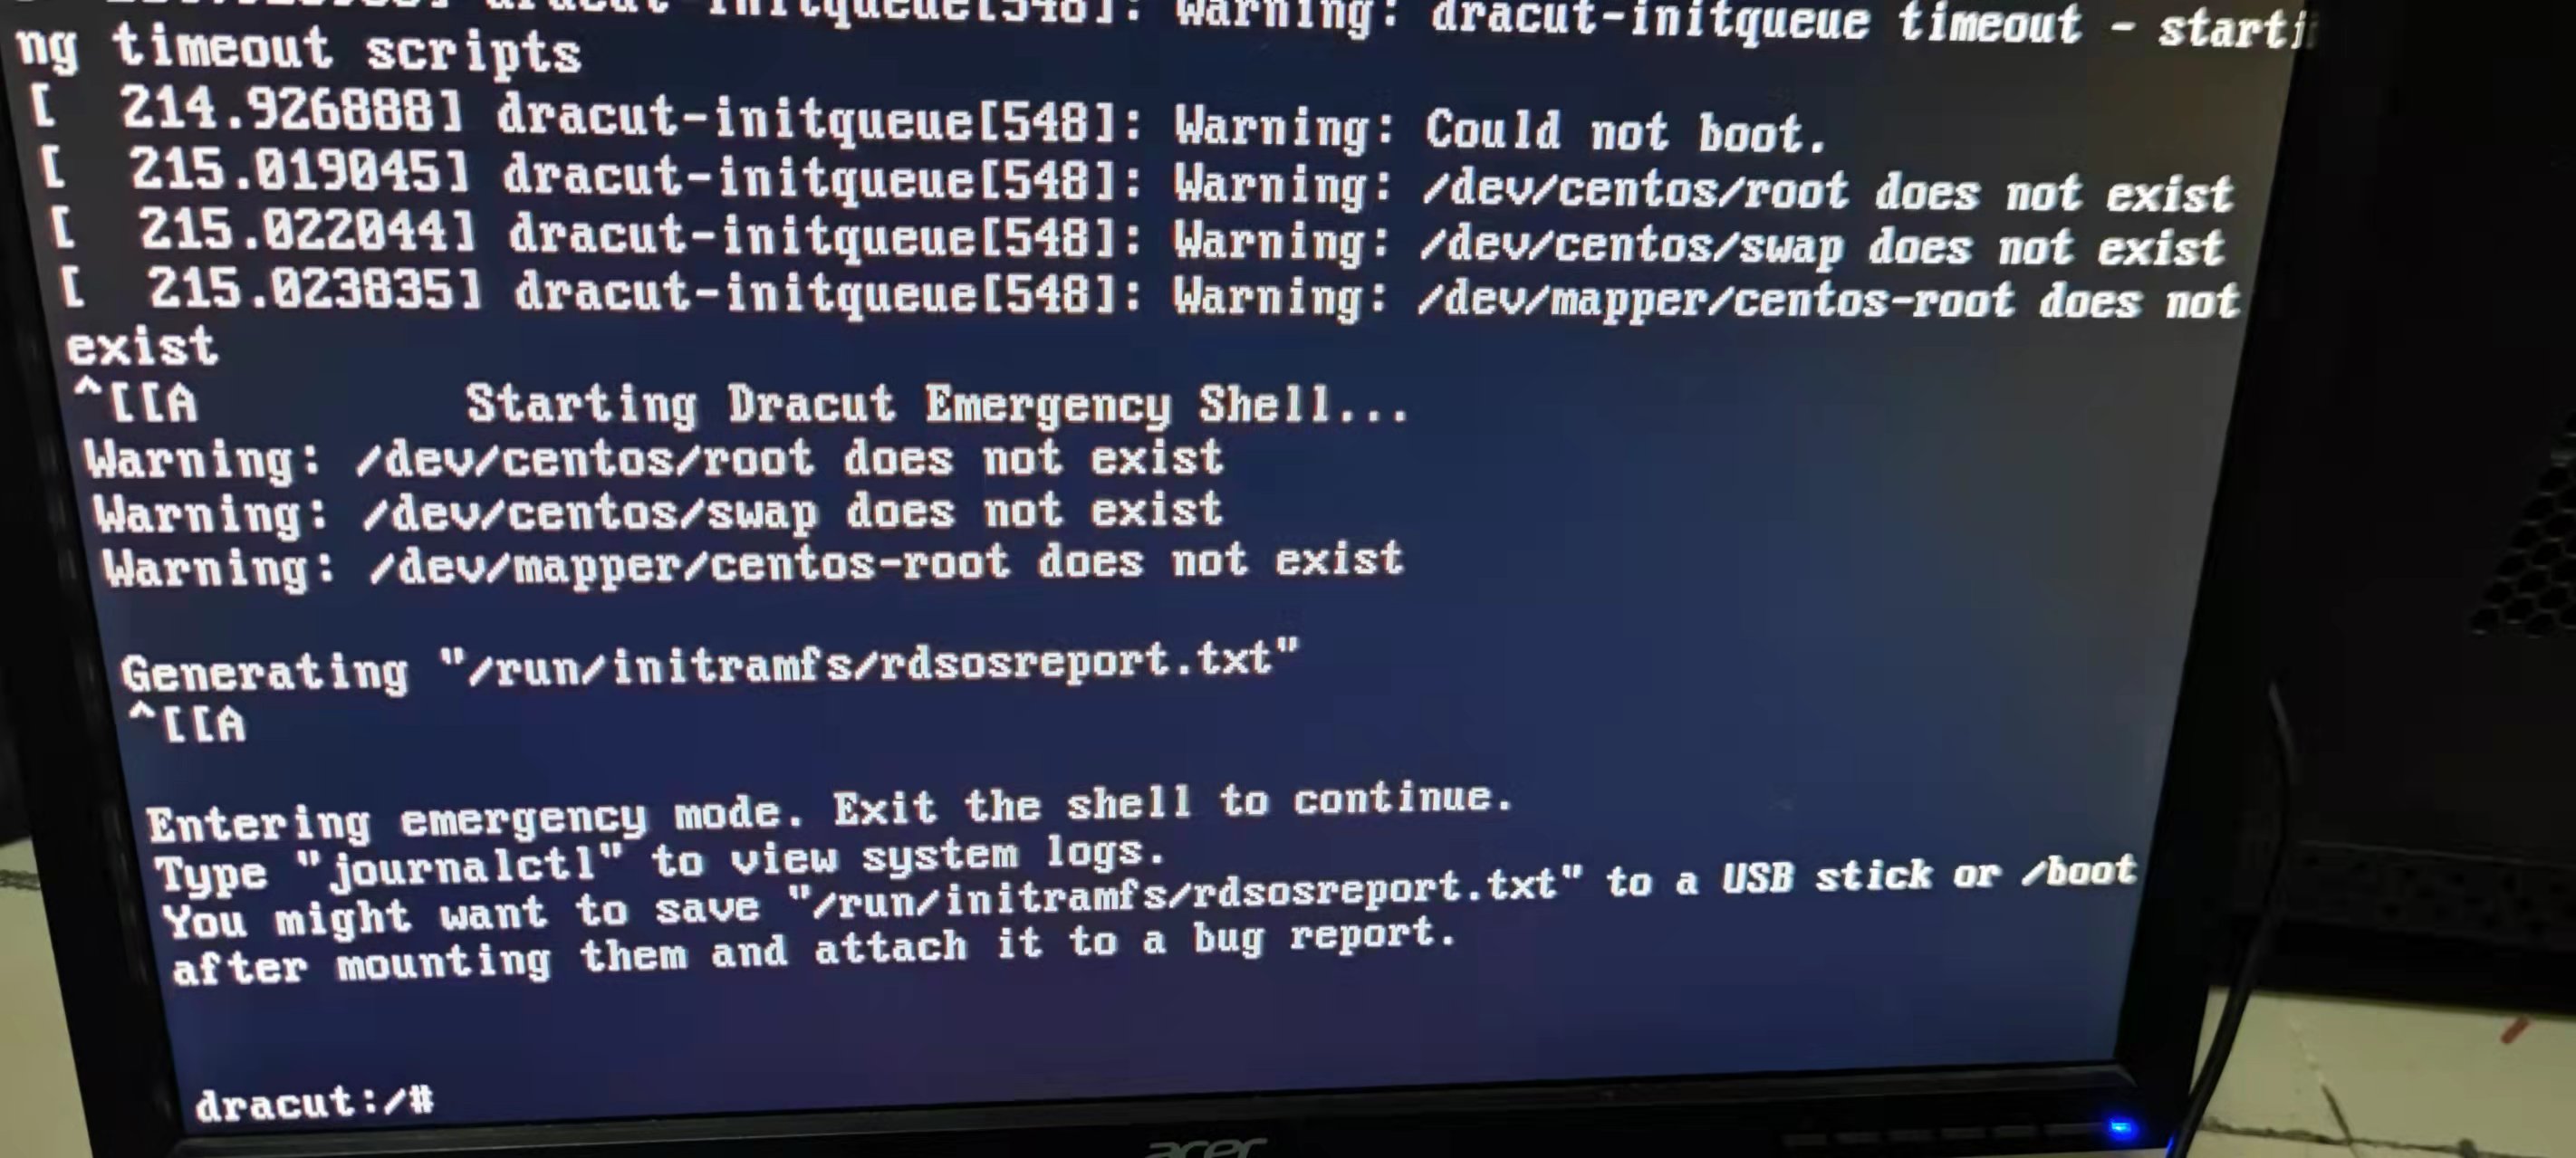 dracut-initqueue[548]: Warning: dracut-initqueue timeout - starti
ng timeout scripts
[  214.926888] dracut-initqueue[548]: Warning: Could not boot.
[  215.019045] dracut-initqueue[548]: Warning: /dev/centos/root does not exist
[  215.022044] dracut-initqueue[548]: Warning: /dev/centos/swap does not exist
[  215.023835] dracut-initqueue[548]: Warning: /dev/mapper/centos-root does not
exist
^[[A         Starting Dracut Emergency Shell...
Warning: /dev/centos/root does not exist
Warning: /dev/centos/swap does not exist
Warning: /dev/mapper/centos-root does not exist
Generating "/run/initramfs/rdsosreport.txt"
^[[A
Entering emergency mode. Exit the shell to continue.
Type "journalctl" to view system logs.
You might want to save "/run/initramfs/rdsosreport.txt" to a USB stick or /boot
after mounting them and attach it to a bug report.
dracut:/#
acer